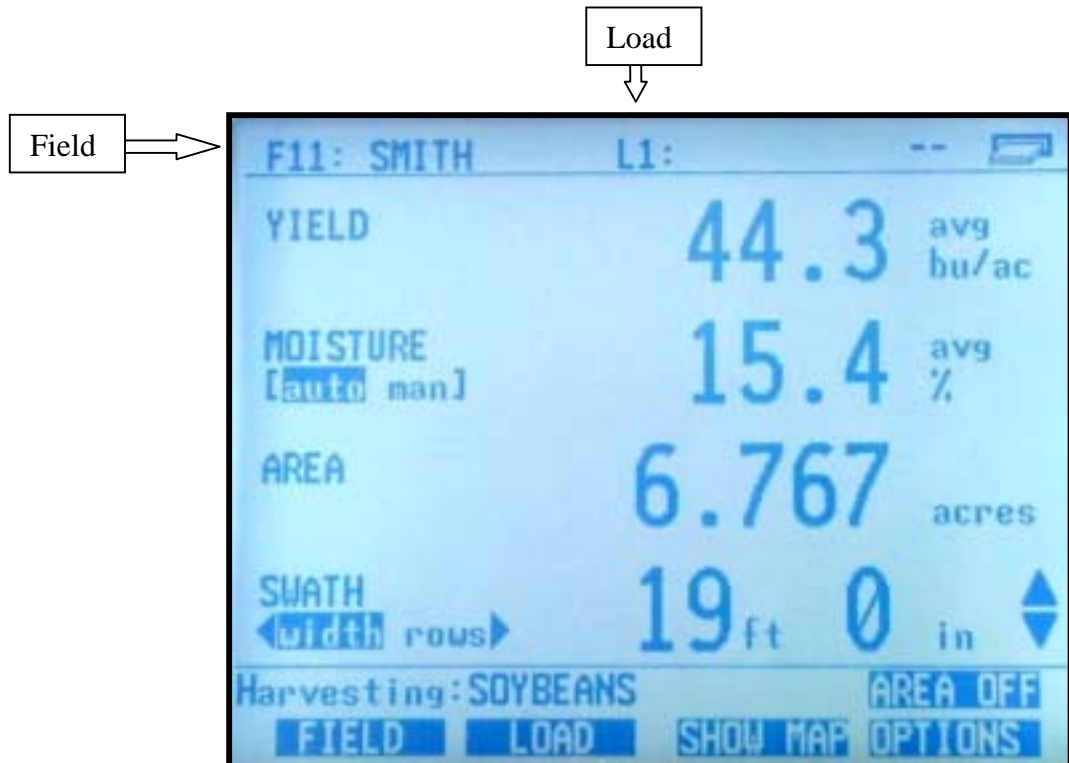 Load
Field
F11: SMITH L1: --
YIELD 44.3 avg bu/ac
MOISTURE [auto man] 15.4 avg %
AREA 6.767 acres
SWATH width rows 19 ft 0 in
Harvesting:SOYBEANS AREA OFF
FIELD LOAD SHOW MAP OPTIONS